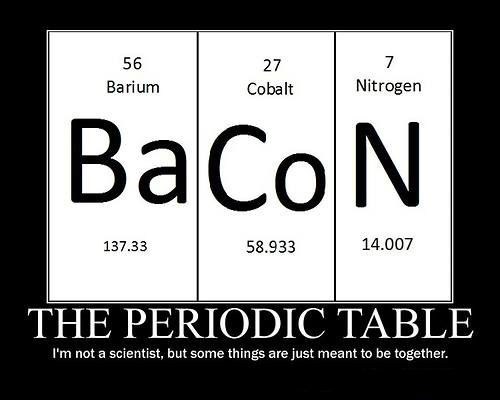 56 27 7
Barium Cobalt Nitrogen
Ba Co N
137.33 58.933 14.007
THE PERIODIC TABLE
I'm not a scientist, but some things are just meant to be together.